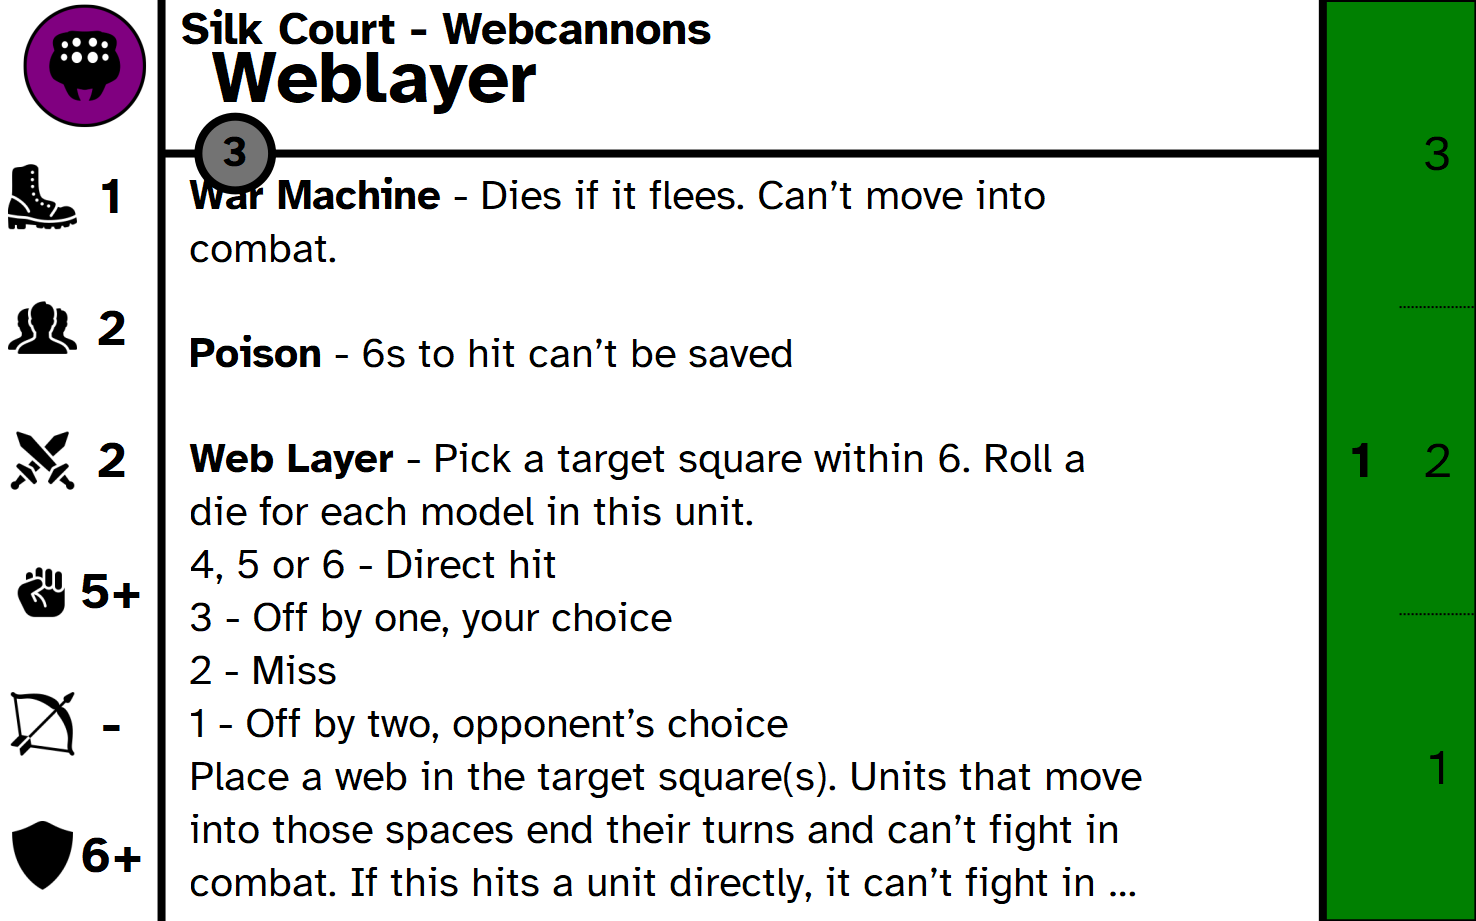 Silk Court - Webcannons
Weblayer
3
1
2
2
5+
-
6+
War Machine - Dies if it flees. Can’t move into
combat.
Poison - 6s to hit can’t be saved
Web Layer - Pick a target square within 6. Roll a
die for each model in this unit.
4, 5 or 6 - Direct hit
3 - Off by one, your choice
2 - Miss
1 - Off by two, opponent’s choice
Place a web in the target square(s). Units that move
into those spaces end their turns and can’t fight in
combat. If this hits a unit directly, it can’t fight in ...
3
1 2
1